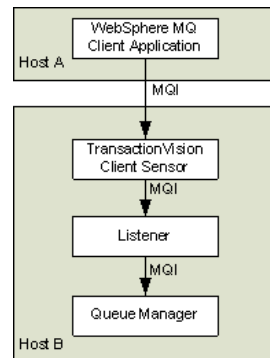 WebSphere MQ
Client Application
Host A
MQI
TransactionVision
Client Sensor
MQI
Listener
MQI
Queue Manager
Host B